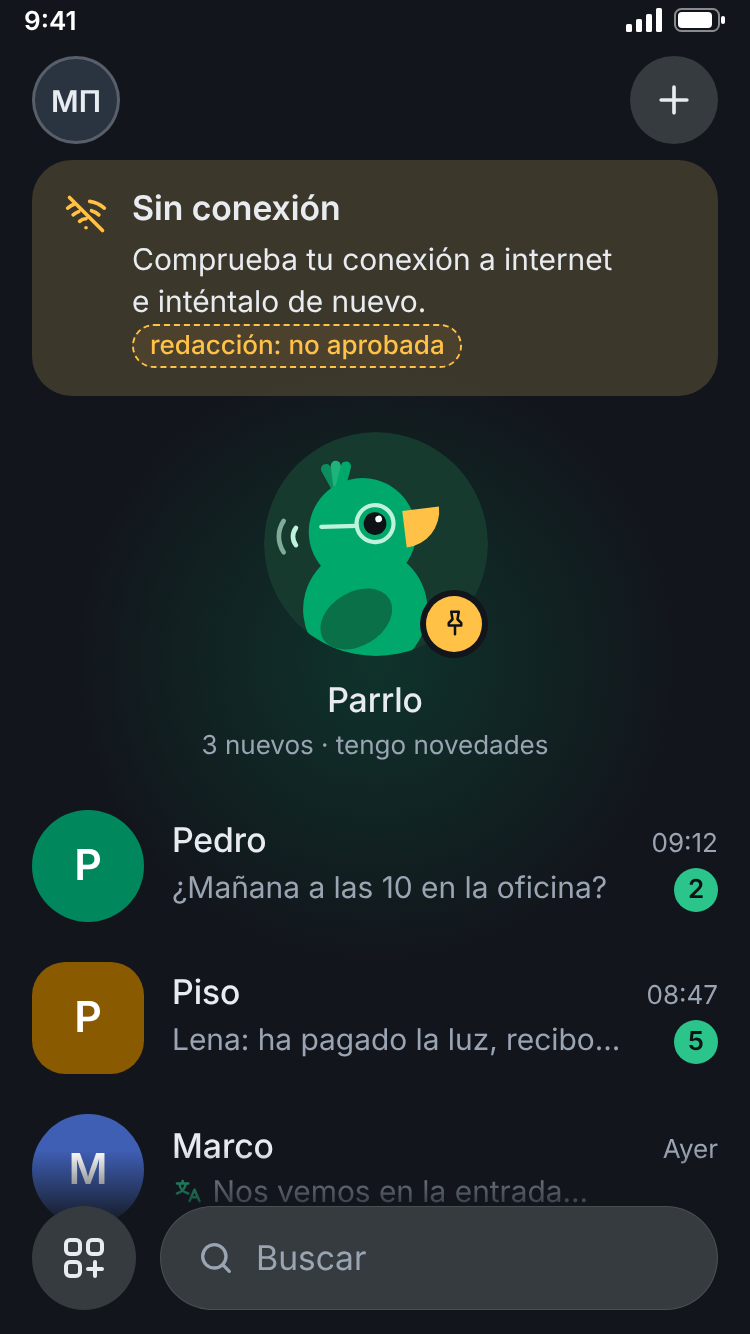 9:41
МП
Sin conexión
Comprueba tu conexión a internet
e inténtalo de nuevo.
redacción: no aprobada
Parrlo
3 nuevos · tengo novedades
P
Pedro
09:12
¿Mañana a las 10 en la oficina?
2
P
Piso
08:47
Lena: ha pagado la luz, recibo...
5
M
Marco
Ayer
Nos vemos en la entrada...
Buscar